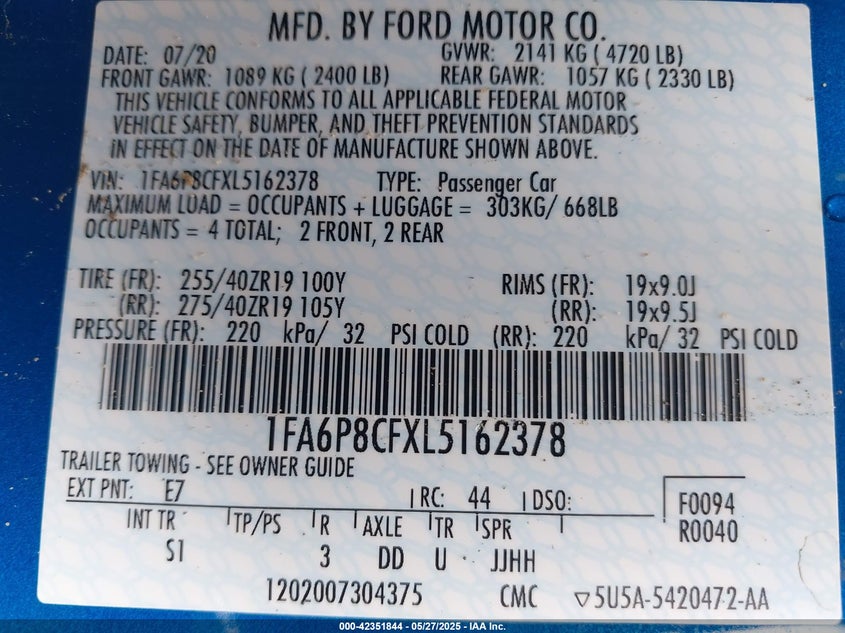 MFD. BY FORD MOTOR CO.
DATE: 07/20 GVWR: 2141 KG ( 4720 LB)
FRONT GAWR: 1089 KG ( 2400 LB) REAR GAWR: 1057 KG ( 2330 LB)
THIS VEHICLE CONFORMS TO ALL APPLICABLE FEDERAL MOTOR
VEHICLE SAFETY, BUMPER, AND THEFT PREVENTION STANDARDS
IN EFFECT ON THE DATE OF MANUFACTURE SHOWN ABOVE.
VIN: 1FA6P8CFXL5162378 TYPE: Passenger Car
MAXIMUM LOAD = OCCUPANTS + LUGGAGE = 303KG/ 668LB
OCCUPANTS = 4 TOTAL; 2 FRONT, 2 REAR
TIRE (FR): 255/40ZR19 100Y RIMS (FR): 19x9.0J
(RR): 275/40ZR19 105Y (RR): 19x9.5J
PRESSURE (FR): 220 kPa/ 32 PSI COLD (RR): 220 kPa/ 32 PSI COLD
1FA6P8CFXL5162378
TRAILER TOWING - SEE OWNER GUIDE
EXT PNT: E7 RC: 44 DSO: F0094
INT TR TP/PS R AXLE TR SPR R0040
S1 3 DD U JJHH
1202007304375 CMC ▽5U5A-5420472-AA
000-42351844 — 05/27/2025 — IAA Inc.